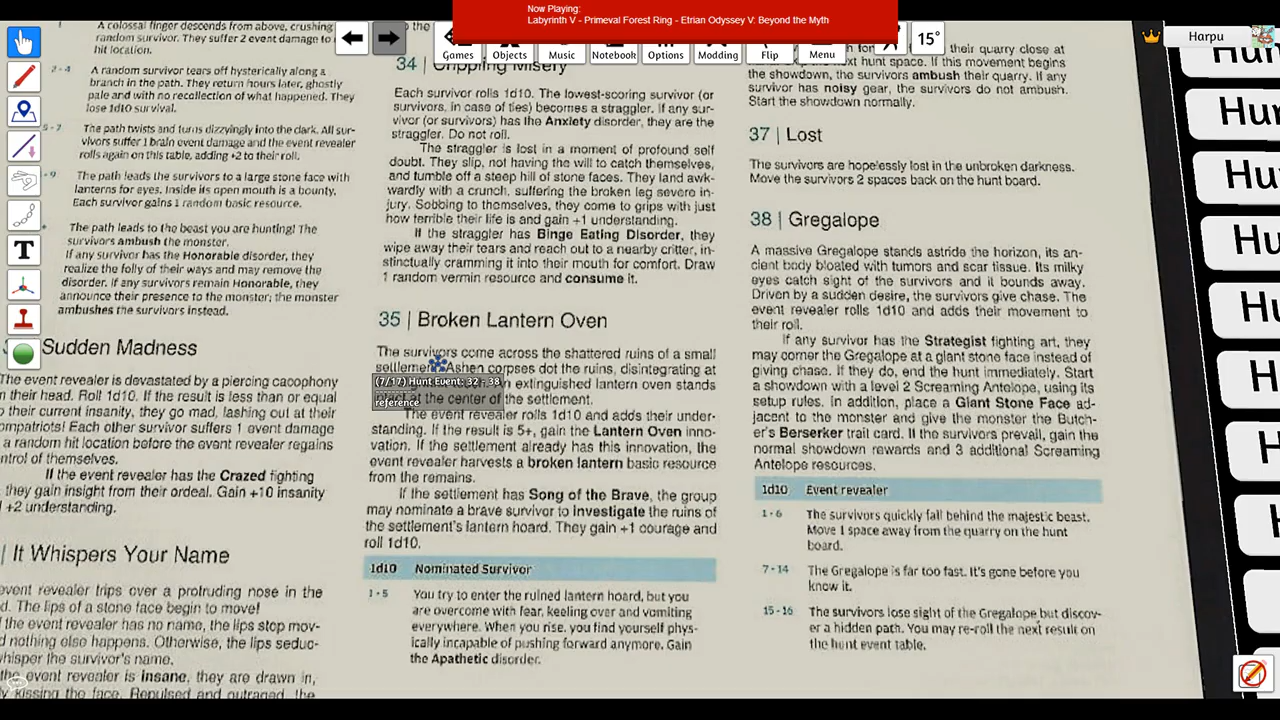 Now Playing:
Labyrinth V - Primeval Forest Ring - Etrian Odyssey V: Beyond the Myth
Games
Objects
Music
Notebook
Options
Modding
Flip
Menu
15°
Harpu
A colossal finger descends from above, crushing
random survivor. They suffer 2 event damage to
hit location.
2 - 4
A random survivor tears off hysterically along a
branch in the path. They return hours later, ghostly
pale and with no recollection of what happened. They
lose 1d10 survival.
5 - 7
The path twists and turns dizzyingly into the dark. All sur-
vivors suffer 1 brain event damage and the event revealer
rolls again on this table, adding +2 to their roll.
- 9
The path leads the survivors to a large stone face with
lanterns for eyes. Inside its open mouth is a bounty.
Each survivor gains 1 random basic resource.
The path leads to the beast you are hunting! The
survivors ambush the monster.
If any survivor has the Honorable disorder, they
realize the folly of their ways and may remove the
disorder. If any survivors remain Honorable, they
announce their presence to the monster; the monster
ambushes the survivors instead.
Sudden Madness
The event revealer is devastated by a piercing cacophony
n their head. Roll 1d10. If the result is less than or equal
o their current insanity, they go mad, lashing out at their
ompatriots! Each other survivor suffers 1 event damage
a random hit location before the event revealer regains
ntrol of themselves.
If the event revealer has the Crazed fighting
they gain insight from their ordeal. Gain +10 insanity
+2 understanding.
| It Whispers Your Name
event revealer trips over a protruding nose in the
d. The lips of a stone face begin to move!
f the event revealer has no name, the lips stop mov-
d nothing else happens. Otherwise, the lips seduc-
whisper the survivor's name.
the event revealer is insane, they are drawn in,
y kissing the face. Repulsed and outraged, the
34 | Crippling Misery
Each survivor rolls 1d10. The lowest-scoring survivor (or
survivors, in case of ties) becomes a straggler. If any sur-
vivor (or survivors) has the Anxiety disorder, they are the
straggler. Do not roll.
The straggler is lost in a moment of profound self
doubt. They slip, not having the will to catch themselves,
and tumble off a steep hill of stone faces. They land awk-
wardly with a crunch, suffering the broken leg severe in-
jury. Sobbing to themselves, they come to grips with just
how terrible their life is and gain +1 understanding.
If the straggler has Binge Eating Disorder, they
wipe away their tears and reach out to a nearby critter, in-
stinctually cramming it into their mouth for comfort. Draw
1 random vermin resource and consume it.
35 | Broken Lantern Oven
The survivors come across the shattered ruins of a small
settlement. Ashen corpses dot the ruins, disintegrating at
n extinguished lantern oven stands
at the center of the settlement.
(7/17) Hunt Event: 32 - 38
reference
The event revealer rolls 1d10 and adds their under-
standing. If the result is 5+, gain the Lantern Oven inno-
vation. If the settlement already has this innovation, the
event revealer harvests a broken lantern basic resource
from the remains.
If the settlement has Song of the Brave, the group
may nominate a brave survivor to investigate the ruins of
the settlement's lantern hoard. They gain +1 courage and
roll 1d10.
1d10 Nominated Survivor
1 - 5
You try to enter the ruined lantern hoard, but you
are overcome with fear, keeling over and vomiting
everywhere. When you rise, you find yourself phys-
ically incapable of pushing forward anymore. Gain
the Apathetic disorder.
their quarry close at
next hunt space. If this movement begins
the showdown, the survivors ambush their quarry. If any
survivor has noisy gear, the survivors do not ambush.
Start the showdown normally.
37 | Lost
The survivors are hopelessly lost in the unbroken darkness.
Move the survivors 2 spaces back on the hunt board.
38 | Gregalope
A massive Gregalope stands astride the horizon, its an-
cient body bloated with tumors and scar tissue. Its milky
eyes catch sight of the survivors and it bounds away.
Driven by a sudden desire, the survivors give chase. The
event revealer rolls 1d10 and adds their movement to
their roll.
If any survivor has the Strategist fighting art, they
may corner the Gregalope at a giant stone face instead of
giving chase. If they do, end the hunt immediately. Start
a showdown with a level 2 Screaming Antelope, using its
setup rules. In addition, place a Giant Stone Face ad-
jacent to the monster and give the monster the Butch-
er's Berserker trail card. If the survivors prevail, gain the
normal showdown rewards and 3 additional Screaming
Antelope resources.
1d10 Event revealer
1 - 6
The survivors quickly fall behind the majestic beast.
Move 1 space away from the quarry on the hunt
board.
7 - 14
The Gregalope is far too fast. It's gone before you
know it.
15 - 16
The survivors lose sight of the Gregalope but discov-
er a hidden path. You may re-roll the next result on
the hunt event table.